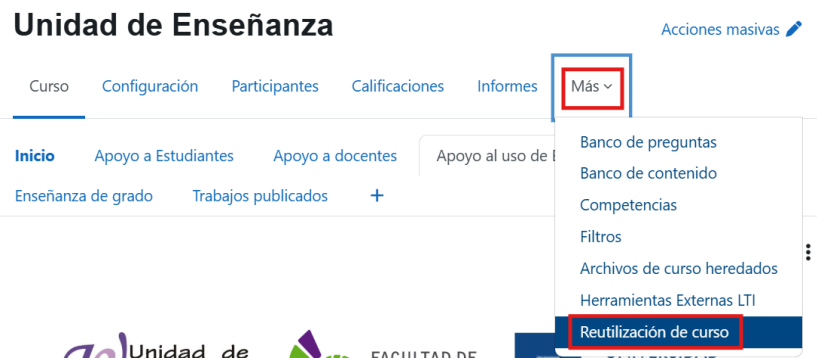 Unidad de Enseñanza
Acciones masivas
Curso Configuración Participantes Calificaciones Informes Más
Inicio Apoyo a Estudiantes Apoyo a docentes Apoyo al uso de
Enseñanza de grado Trabajos publicados +
Banco de preguntas
Banco de contenido
Competencias
Filtros
Archivos de curso heredados
Herramientas Externas LTI
Reutilización de curso
Unidad de
FACULTAD DE